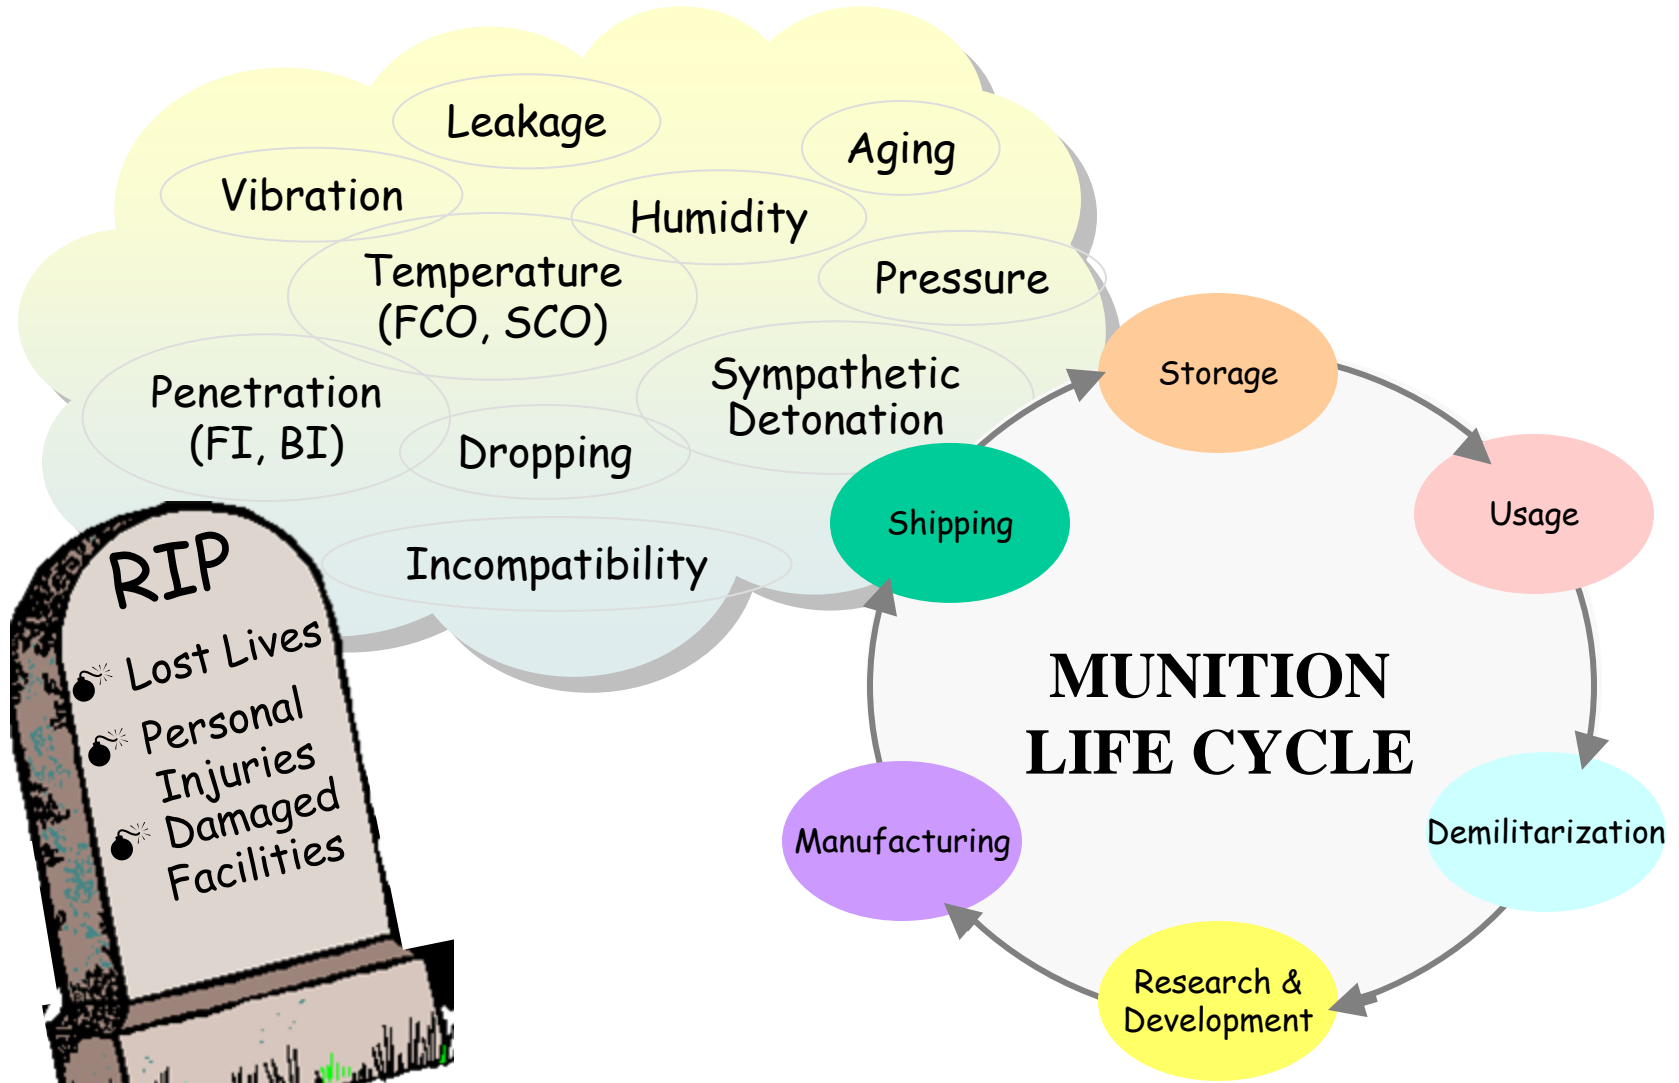 Leakage
Aging
Vibration
Humidity
Temperature
(FCO, SCO)
Pressure
Penetration
(FI, BI)
Sympathetic
Detonation
Dropping
Incompatibility
RIP
Lost Lives
Personal
Injuries
Damaged
Facilities
Storage
Usage
Shipping
MUNITION
LIFE CYCLE
Manufacturing
Demilitarization
Research &
Development